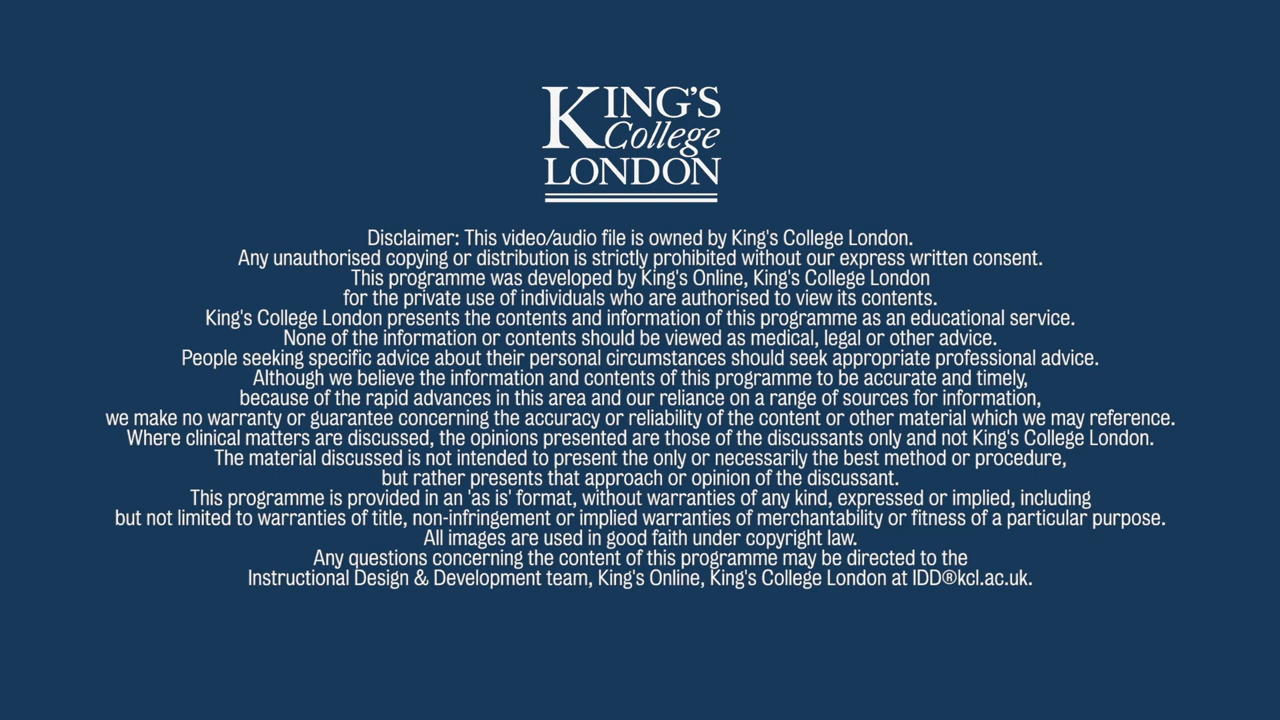 KING'S
College
LONDON
Disclaimer: This video/audio file is owned by King's College London.
Any unauthorised copying or distribution is strictly prohibited without our express written consent.
This programme was developed by King's Online, King's College London
for the private use of individuals who are authorised to view its contents.
King's College London presents the contents and information of this programme as an educational service.
None of the information or contents should be viewed as medical, legal or other advice.
People seeking specific advice about their personal circumstances should seek appropriate professional advice.
Although we believe the information and contents of this programme to be accurate and timely,
because of the rapid advances in this area and our reliance on a range of sources for information,
we make no warranty or guarantee concerning the accuracy or reliability of the content or other material which we may reference.
Where clinical matters are discussed, the opinions presented are those of the discussants only and not King's College London.
The material discussed is not intended to present the only or necessarily the best method or procedure,
but rather presents that approach or opinion of the discussant.
This programme is provided in an 'as is' format, without warranties of any kind, expressed or implied, including
but not limited to warranties of title, non-infringement or implied warranties of merchantability or fitness of a particular purpose.
All images are used in good faith under copyright law.
Any questions concerning the content of this programme may be directed to the
Instructional Design & Development team, King's Online, King's College London at IDD®kcl.ac.uk.